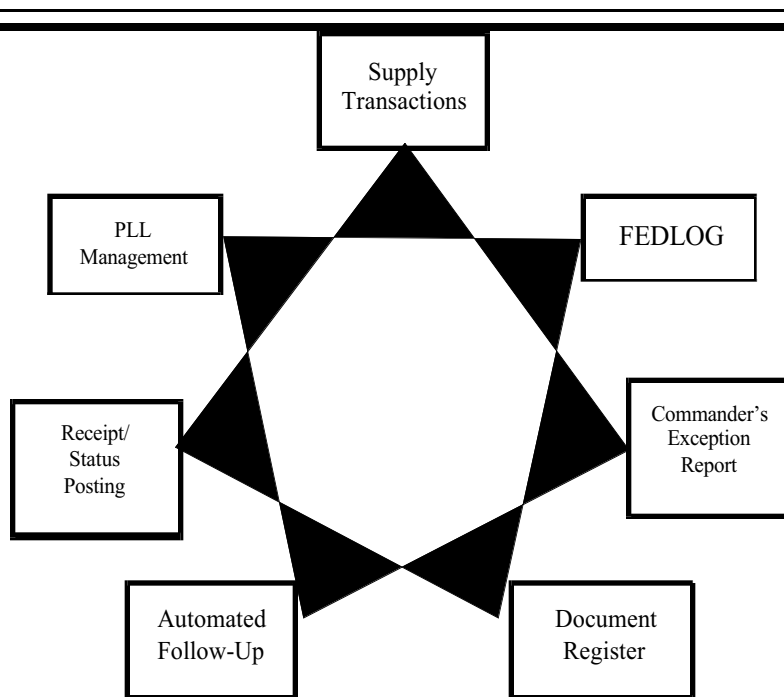 Supply
Transactions
PLL
Management
FEDLOG
Receipt/
Status
Posting
Commander’s
Exception
Report
Automated
Follow-Up
Document
Register